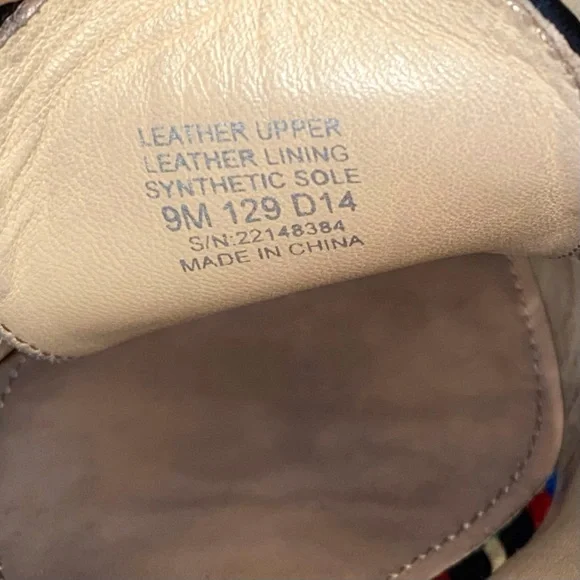 LEATHER UPPER
LEATHER LINING
SYNTHETIC SOLE
9M 129 D14
S/N:22148384
MADE IN CHINA